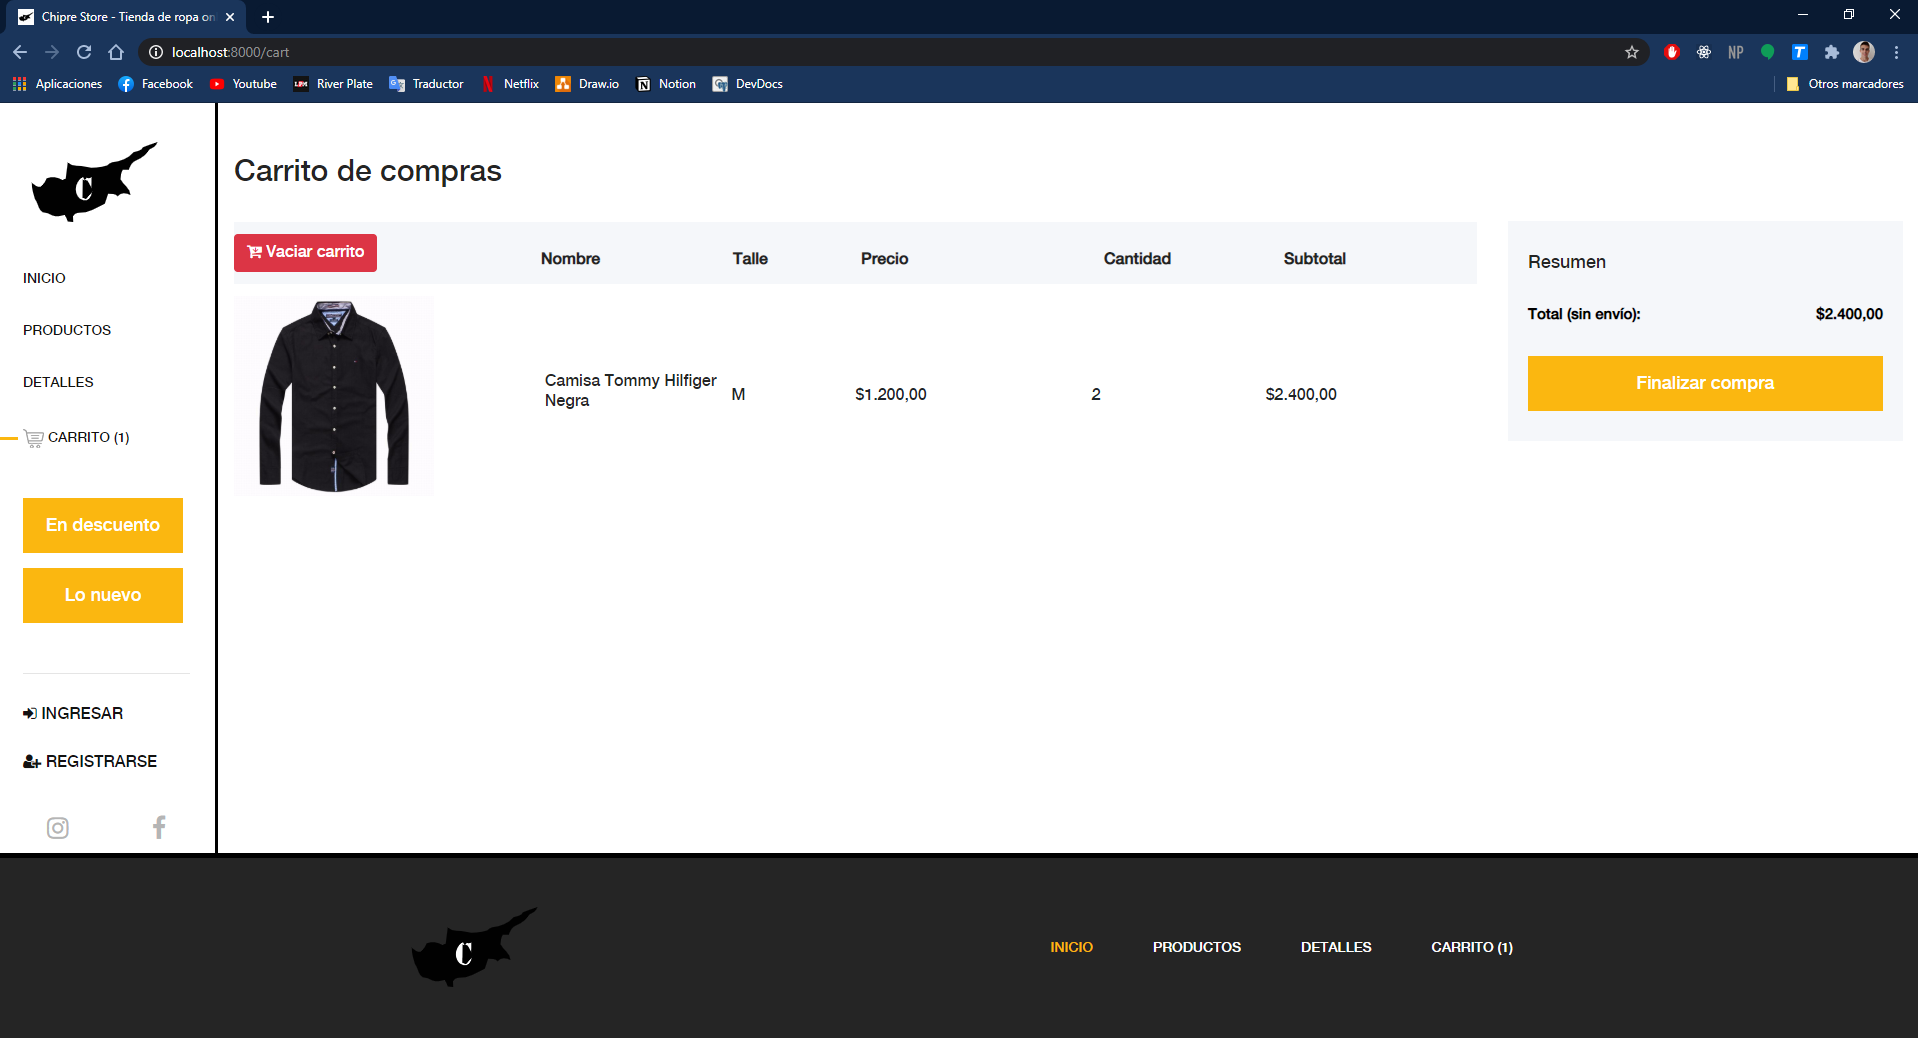 Chipre Store - Tienda de ropa on
localhost:8000/cart
Aplicaciones
Facebook
Youtube
LPM
River Plate
Traductor
Netflix
Draw.io
Notion
DevDocs
Otros marcadores
NP
C
INICIO
PRODUCTOS
DETALLES
CARRITO (1)
En descuento
Lo nuevo
INGRESAR
REGISTRARSE
Carrito de compras
Vaciar carrito
Nombre
Talle
Precio
Cantidad
Subtotal
Camisa Tommy Hilfiger
Negra
M
$1.200,00
2
$2.400,00
Resumen
Total (sin envío):
$2.400,00
Finalizar compra
C
INICIO
PRODUCTOS
DETALLES
CARRITO (1)